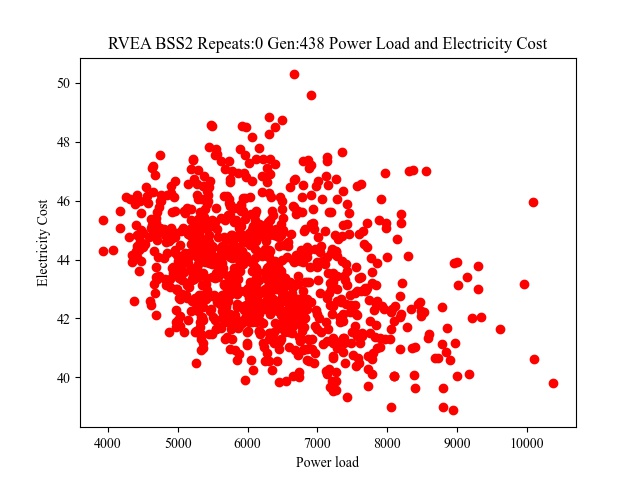 RVEA BSS2 Repeats:0 Gen:438 Power Load and Electricity Cost
50
48
46
44
42
40
Electricity Cost
4000 5000 6000 7000 8000 9000 10000
Power load